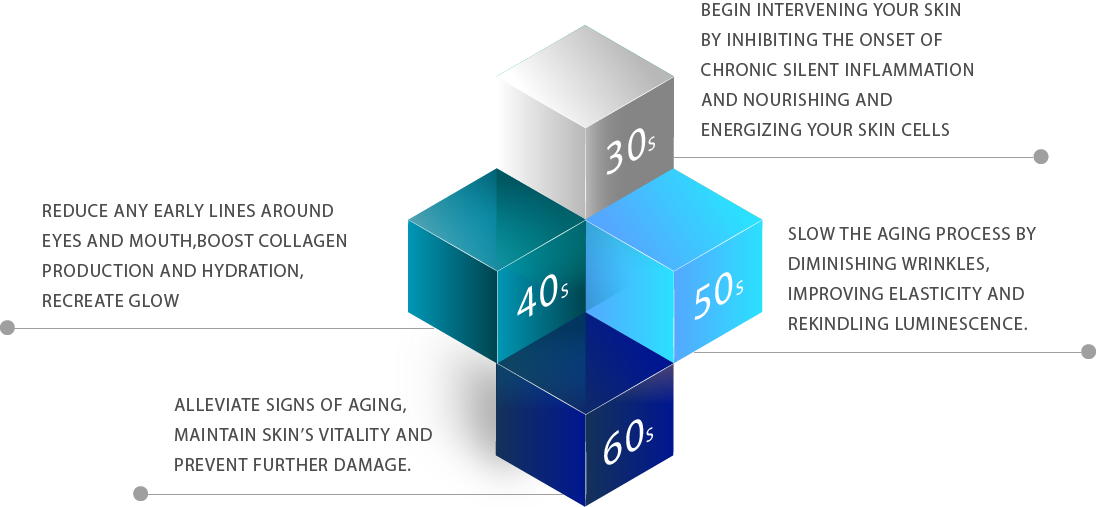 BEGIN INTERVENING YOUR SKIN
BY INHIBITING THE ONSET OF
CHRONIC SILENT INFLAMMATION
AND NOURISHING AND
ENERGIZING YOUR SKIN CELLS
30s
REDUCE ANY EARLY LINES AROUND
EYES AND MOUTH,BOOST COLLAGEN
PRODUCTION AND HYDRATION,
RECREATE GLOW
40s
50s
SLOW THE AGING PROCESS BY
DIMINISHING WRINKLES,
IMPROVING ELASTICITY AND
REKINDLING LUMINESCENCE.
ALLEVIATE SIGNS OF AGING,
MAINTAIN SKIN’S VITALITY AND
PREVENT FURTHER DAMAGE.
60s